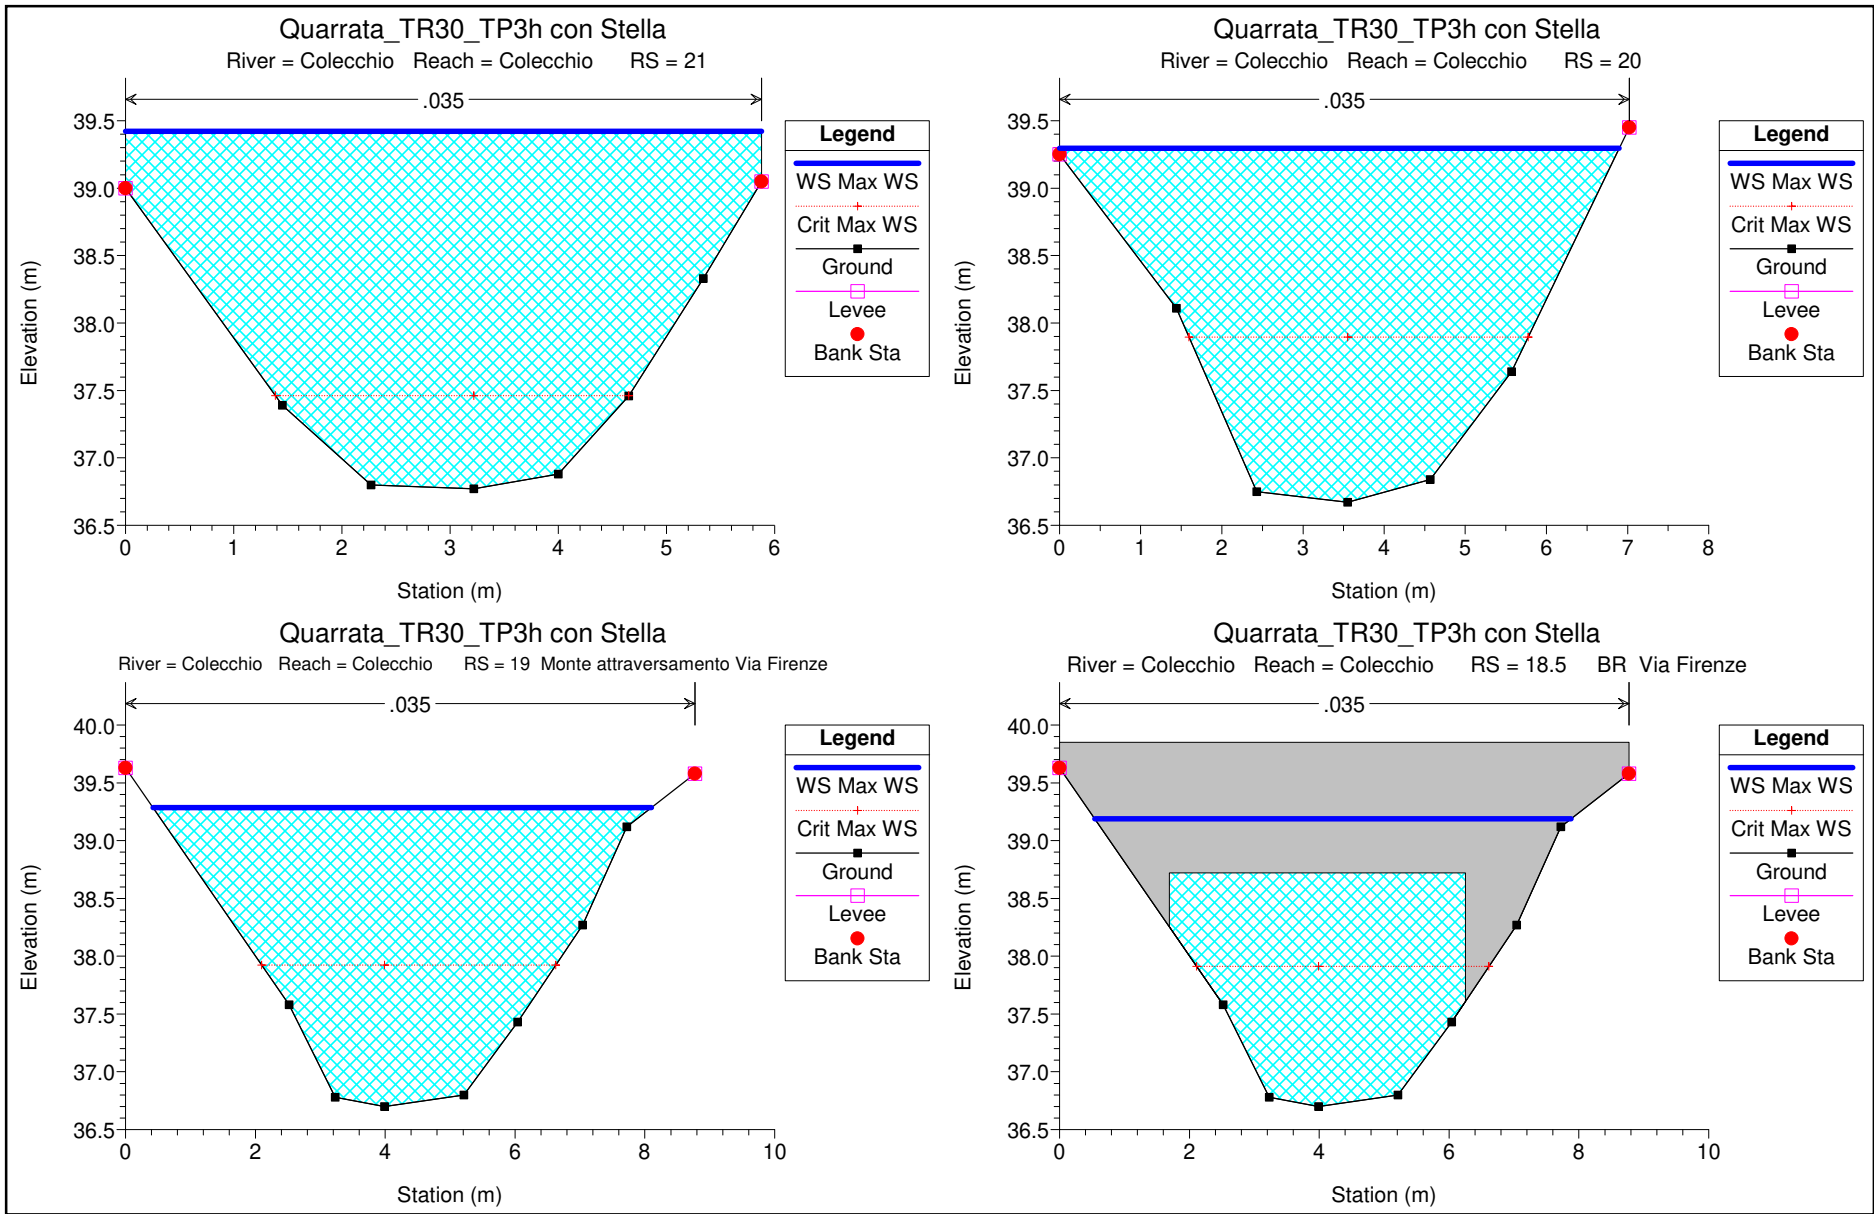 Quarrata_TR30_TP3h con Stella
River = Colecchio Reach = Colecchio RS = 21
.035
39.5
39.0
38.5
38.0
37.5
37.0
36.5
Elevation (m)
0 1 2 3 4 5 6
Station (m)
Legend
WS Max WS
Crit Max WS
Ground
Levee
Bank Sta
Quarrata_TR30_TP3h con Stella
River = Colecchio Reach = Colecchio RS = 20
.035
39.5
39.0
38.5
38.0
37.5
37.0
36.5
Elevation (m)
0 1 2 3 4 5 6 7 8
Station (m)
Legend
WS Max WS
Crit Max WS
Ground
Levee
Bank Sta
Quarrata_TR30_TP3h con Stella
River = Colecchio Reach = Colecchio RS = 19 Monte attraversamento Via Firenze
.035
40.0
39.5
39.0
38.5
38.0
37.5
37.0
36.5
Elevation (m)
0 2 4 6 8 10
Station (m)
Legend
WS Max WS
Crit Max WS
Ground
Levee
Bank Sta
Quarrata_TR30_TP3h con Stella
River = Colecchio Reach = Colecchio RS = 18.5 BR Via Firenze
.035
40.0
39.5
39.0
38.5
38.0
37.5
37.0
36.5
Elevation (m)
0 2 4 6 8 10
Station (m)
Legend
WS Max WS
Crit Max WS
Ground
Levee
Bank Sta